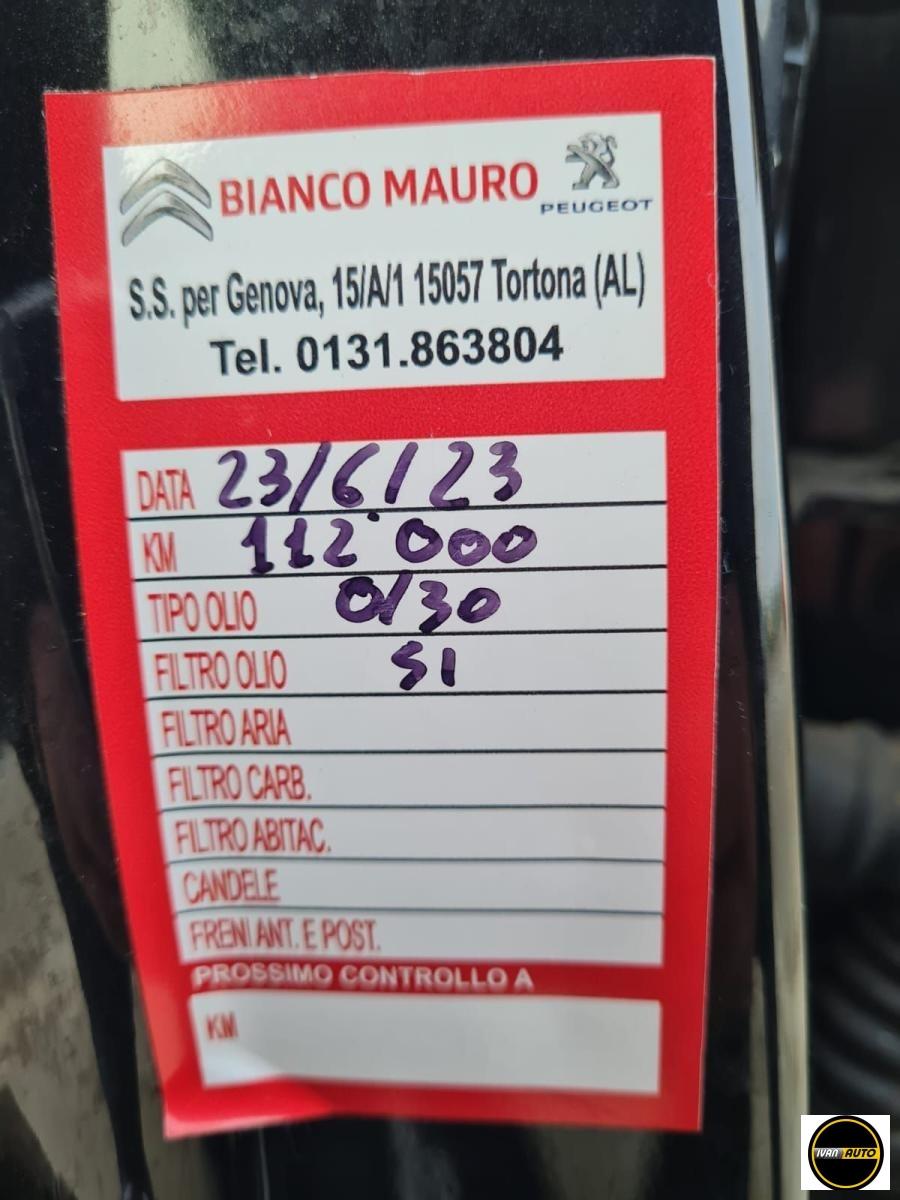 BIANCO MAURO
PEUGEOT
S.S. per Genova, 15/A/1 15057 Tortona (AL)
Tel. 0131.863804
DATA 23/6/23
KM 112.000
TIPO OLIO 0/30
FILTRO OLIO SI
FILTRO ARIA
FILTRO CARB.
FILTRO ABITAC.
CANDELE
FRENI ANT. E POST.
PROSSIMO CONTROLLO A
KM
IVAN AUTO